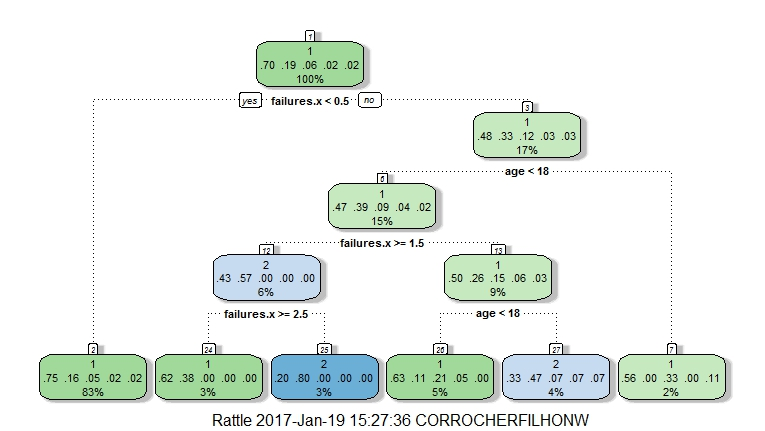 1
1
.70 .19 .06 .02 .02
100%
yes failures.x < 0.5 no
3
1
.48 .33 .12 .03 .03
17%
age < 18
6
1
.47 .39 .09 .04 .02
15%
failures.x >= 1.5
12
2
.43 .57 .00 .00 .00
6%
13
1
.50 .26 .15 .06 .03
9%
failures.x >= 2.5
age < 18
2
1
.75 .16 .05 .02 .02
83%
24
1
.62 .38 .00 .00 .00
3%
25
2
.20 .80 .00 .00 .00
3%
26
1
.63 .11 .21 .05 .00
5%
27
2
.33 .47 .07 .07 .07
4%
7
1
.56 .00 .33 .00 .11
2%
Rattle 2017-Jan-19 15:27:36 CORROCHERFILHONW